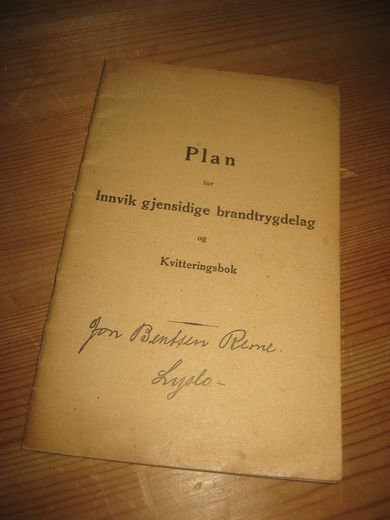 Plan
for
Innvik gjensidige brandtrygdelag
og
Kvitteringsbok
Jon Bentsen Reme.
Lyslo-